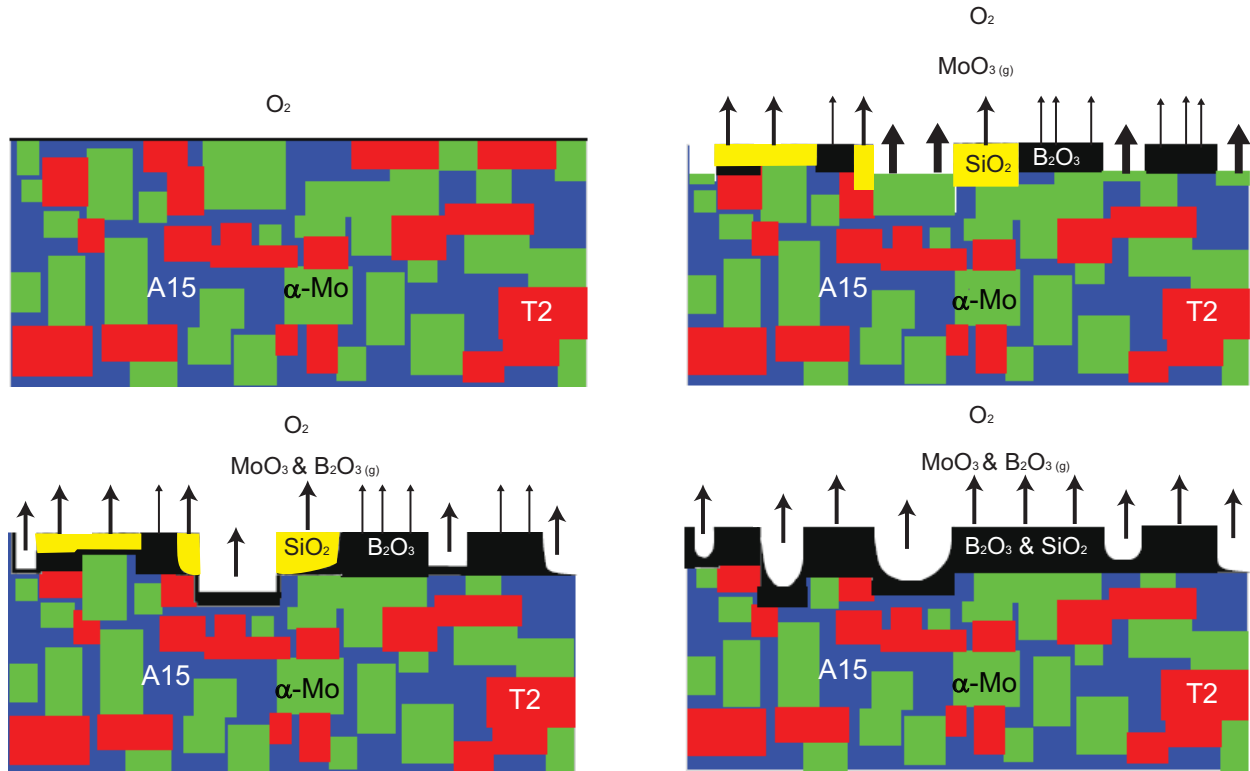 O₂
A15
α-Mo
T2
O₂
MoO₃ (g)
SiO₂
B₂O₃
A15
α-Mo
T2
O₂
MoO₃ & B₂O₃ (g)
SiO₂
B₂O₃
A15
α-Mo
T2
O₂
MoO₃ & B₂O₃ (g)
B₂O₃ & SiO₂
A15
α-Mo
T2